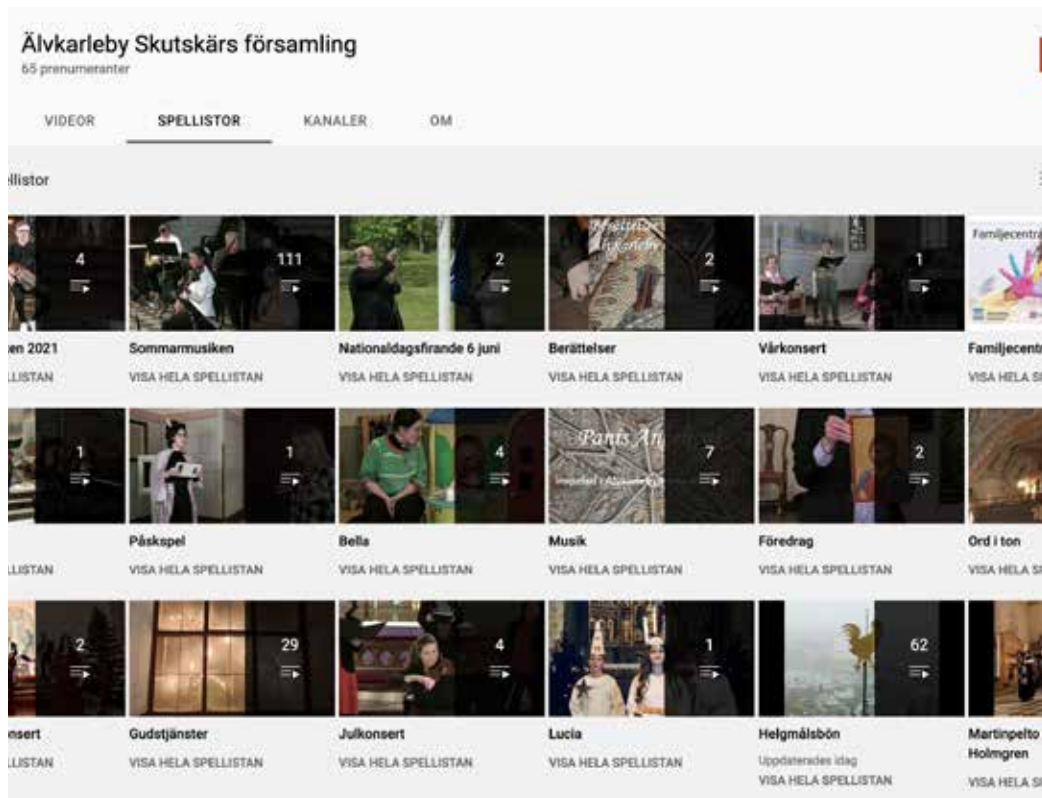 Älvkarleby Skutskärs församling
65 prenumeranter
VIDEOR SPELLISTOR KANALER OM
llistor
4 111 2 2 1 Familjecentra
en 2021 Sommarmusiken Nationaldagsfirande 6 juni Berättelser Vårkonsert Familjecent
LLISTAN VISA HELA SPELLISTAN VISA HELA SPELLISTAN VISA HELA SPELLISTAN VISA HELA SPELLISTAN VISA HELA S
1 1 4 Panis An 7 2
Påskspel Bella Musik Föredrag Ord i ton
LLISTAN VISA HELA SPELLISTAN VISA HELA SPELLISTAN VISA HELA SPELLISTAN VISA HELA SPELLISTAN VISA HELA S
2 29 4 1 62
nsert Gudstjänster Julkonsert Lucia Helgmålsbön Martinpelto
Uppdaterades idag Holmgren
LLISTAN VISA HELA SPELLISTAN VISA HELA SPELLISTAN VISA HELA SPELLISTAN VISA HELA SPELLISTAN VISA HELA S